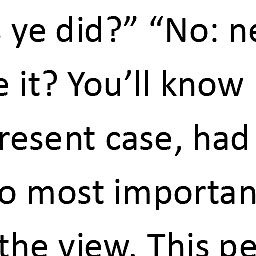 ye did?” “No: ne
it? You’ll know
resent case, had
o most importan
the view. This pe